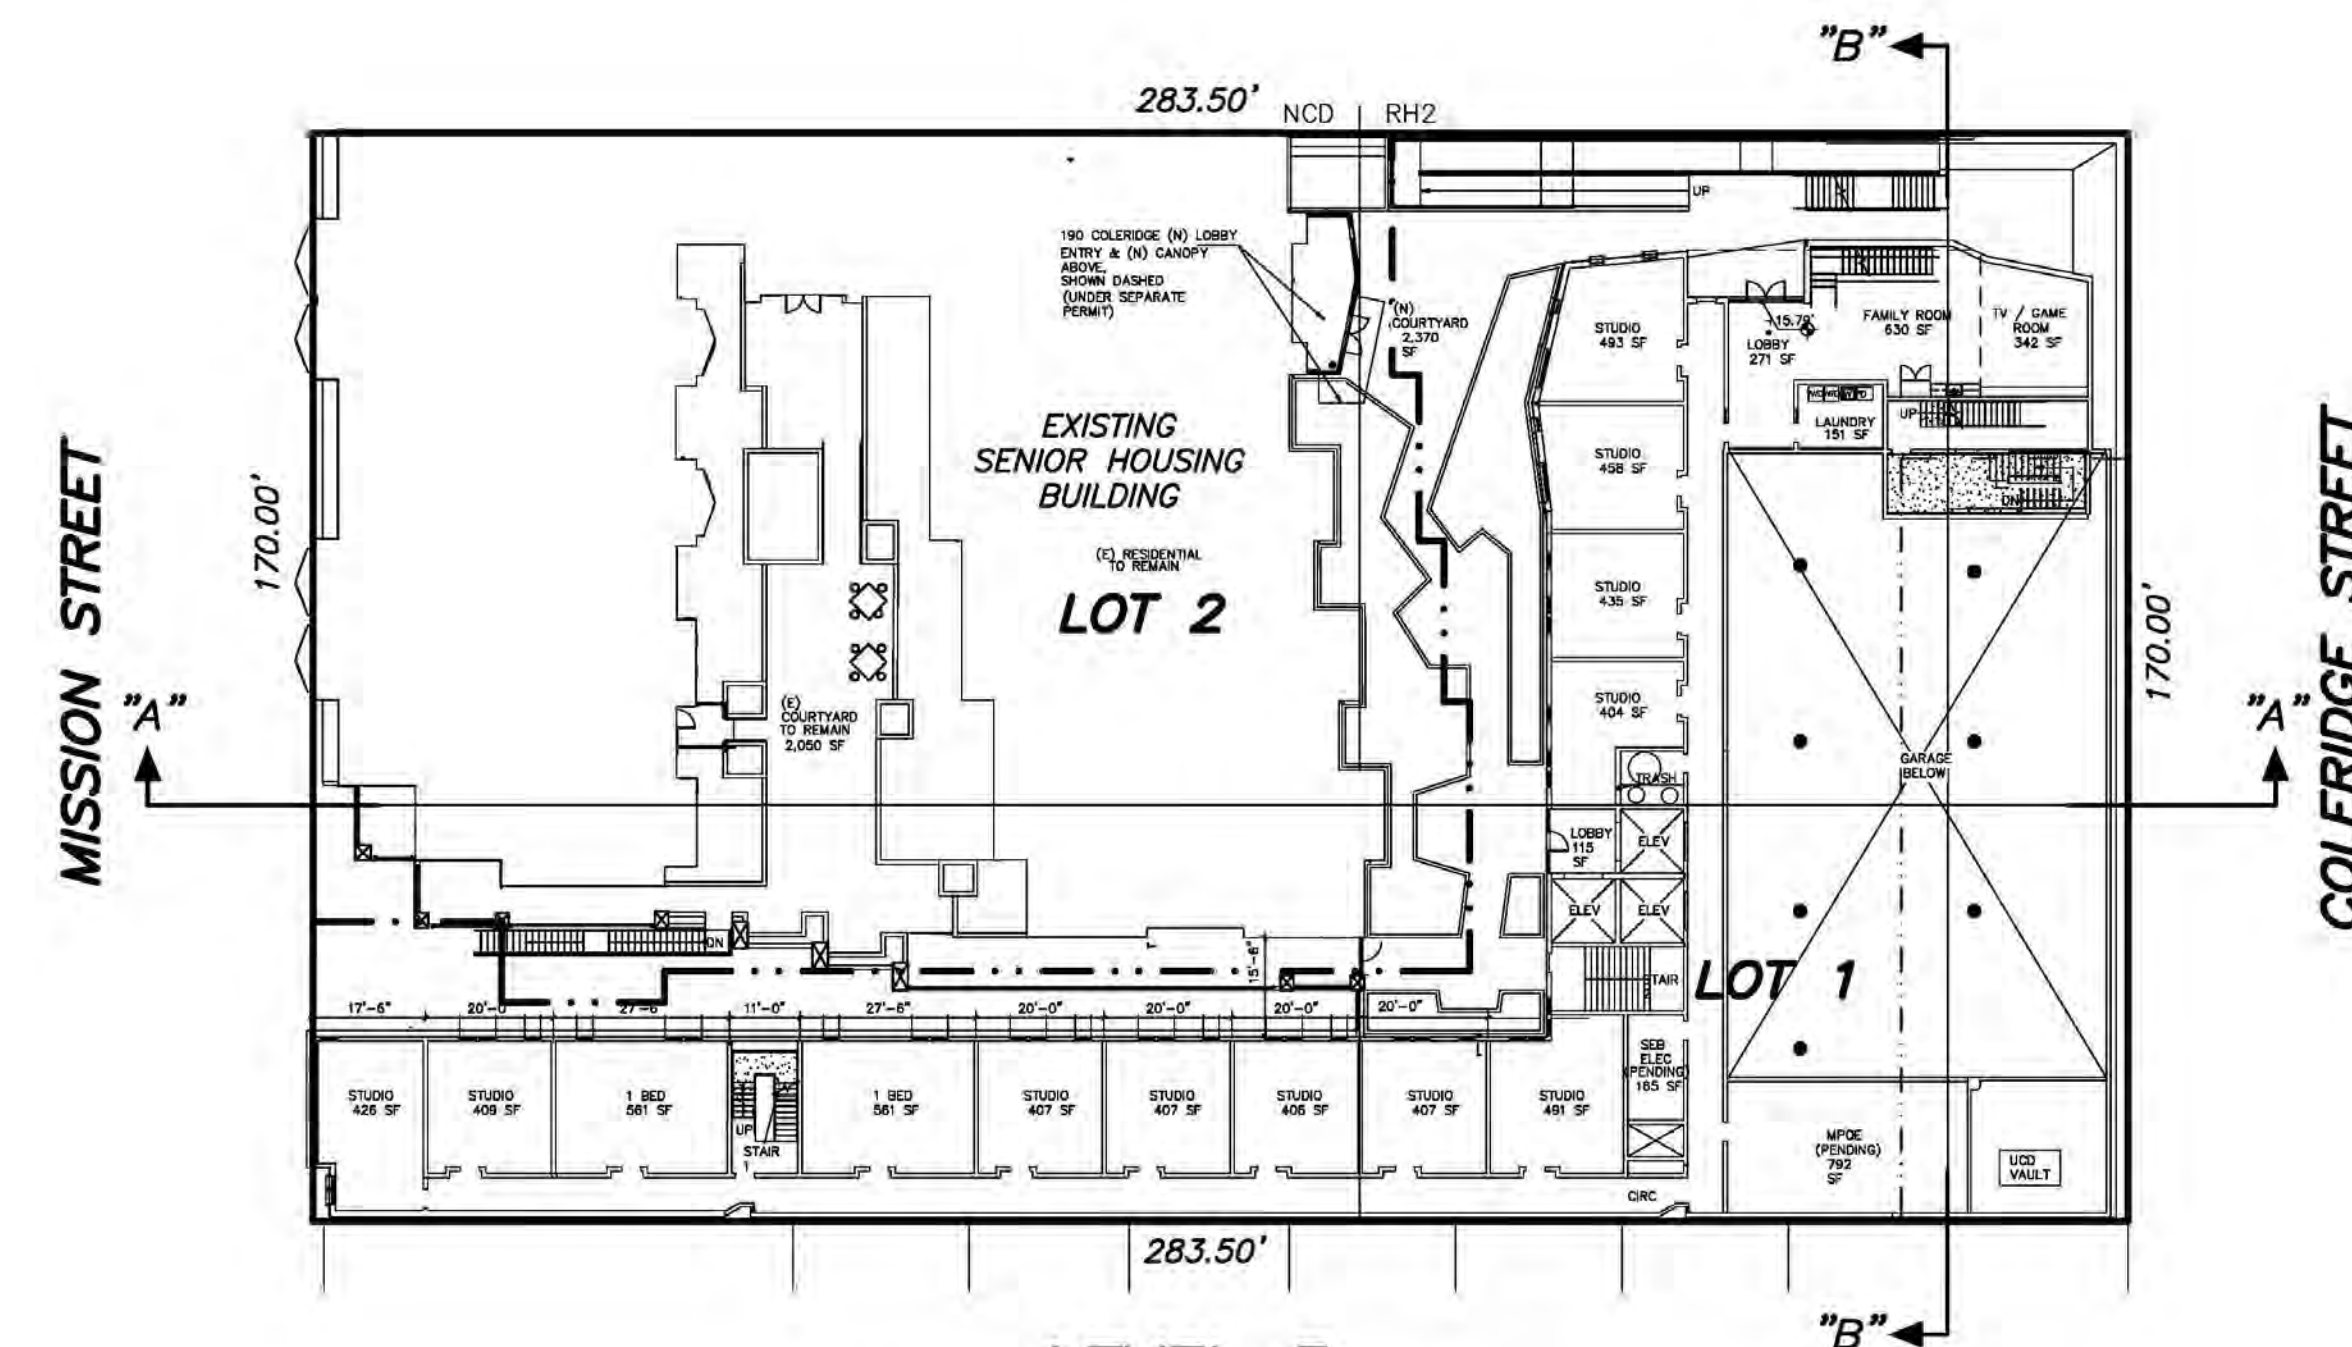 "B"
283.50'
NCD
RH2
UP
190 COLERIDGE (N) LOBBY
ENTRY & (N) CANOPY
ABOVE,
SHOWN DASHED
(UNDER SEPARATE
PERMIT)
(N)
COURTYARD
2,370
SF
STUDIO
493 SF
15.79'
LOBBY
271 SF
FAMILY ROOM
630 SF
TV / GAME
ROOM
342 SF
LAUNDRY
151 SF
UP
DN
EXISTING
SENIOR HOUSING
BUILDING
(E) RESIDENTIAL
TO REMAIN
LOT 2
STUDIO
458 SF
STUDIO
435 SF
STUDIO
404 SF
MISSION STREET
170.00'
"A"
(E)
COURTYARD
TO REMAIN
2,050 SF
TRASH
GARAGE
BELOW
170.00'
"A"
COLERIDGE STREET
LOBBY
115
SF
ELEV
ELEV
ELEV
DN
STAIR
LOT 1
15'-6"
17'-6"
20'-0
27'-6
11'-0"
27'-6"
20'-0"
20'-0"
20'-0"
20'-0"
STUDIO
426 SF
STUDIO
409 SF
1 BED
561 SF
UP
STAIR
1 BED
561 SF
STUDIO
407 SF
STUDIO
407 SF
STUDIO
406 SF
STUDIO
407 SF
STUDIO
491 SF
SEB
ELEC
(PENDING)
185 SF
MPOE
(PENDING)
792
SF
UCD
VAULT
CIRC
283.50'
"B"